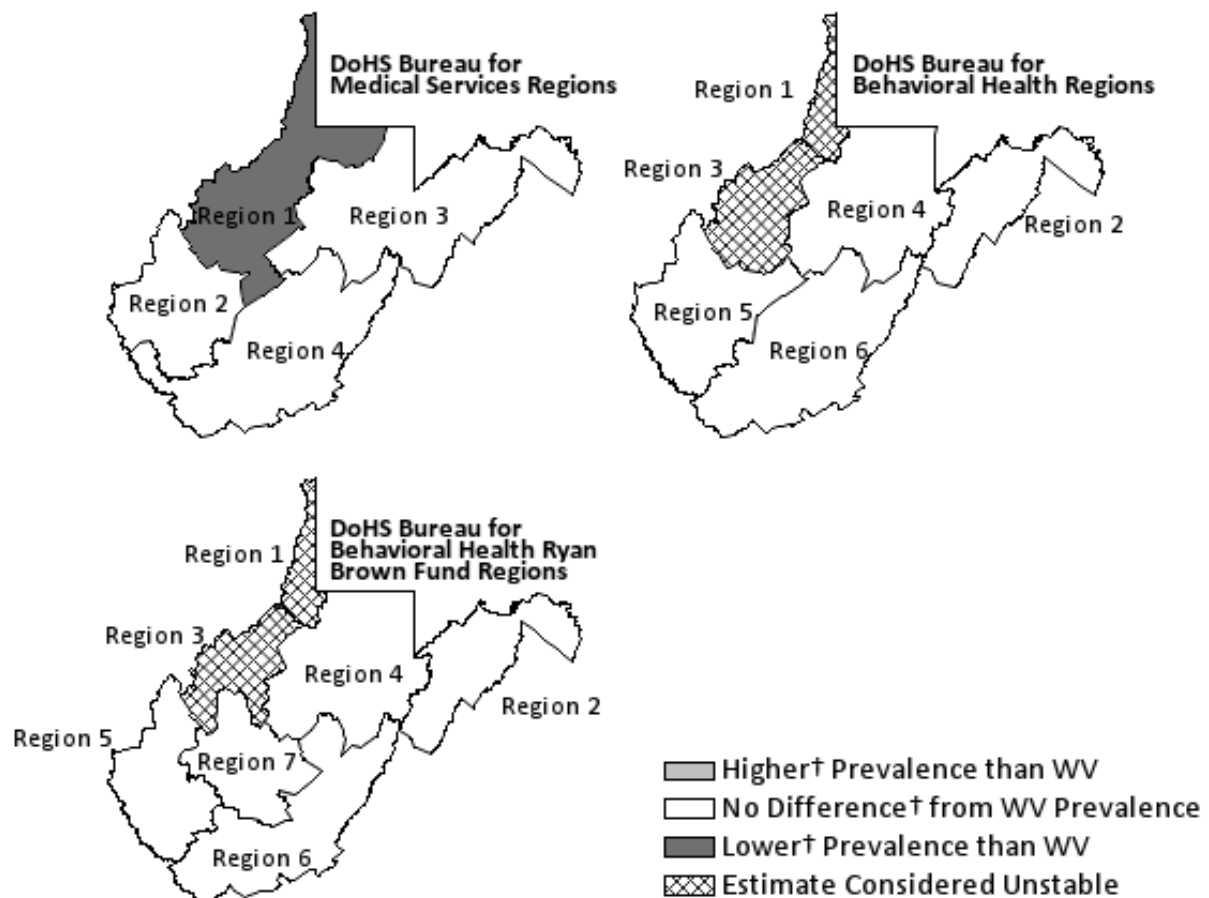 DoHS Bureau for
Medical Services Regions
Region 1
Region 3
Region 2
Region 4
DoHS Bureau for
Behavioral Health Regions
Region 1
Region 3
Region 4
Region 2
Region 5
Region 6
DoHS Bureau for
Behavioral Health Ryan
Brown Fund Regions
Region 1
Region 3
Region 4
Region 2
Region 5
Region 7
Region 6
Higher† Prevalence than WV
No Difference† from WV Prevalence
Lower† Prevalence than WV
Estimate Considered Unstable